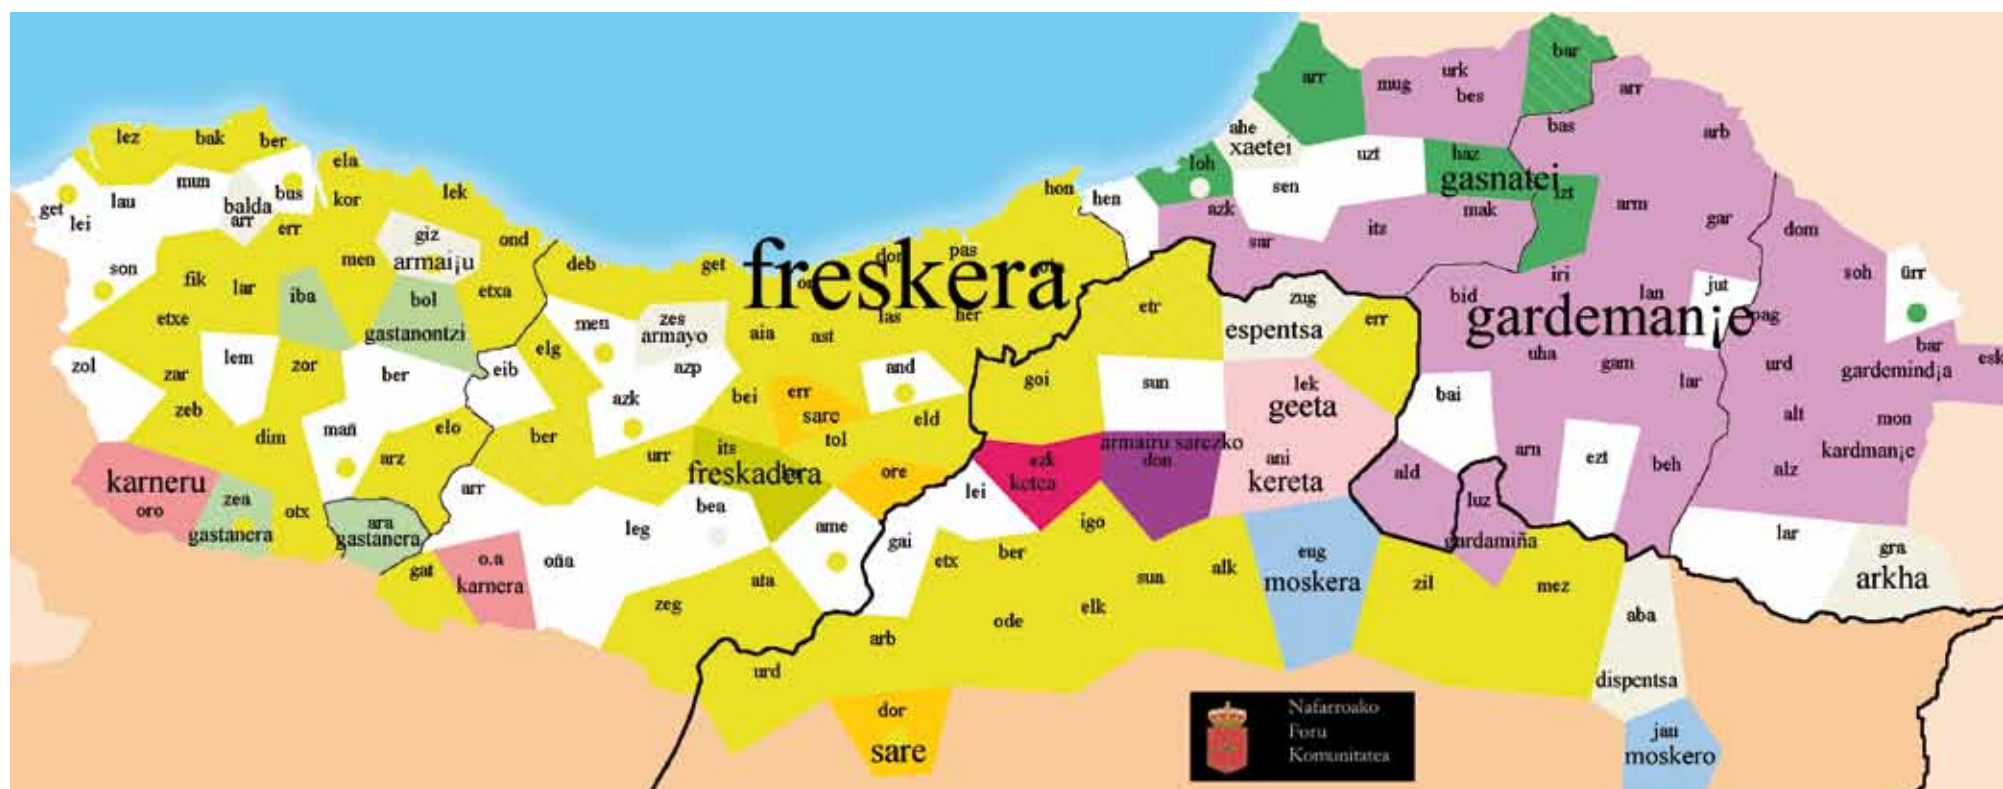 lez
bak
ber
ela
get
lei
lau
mun
balda
arr
bus
err
kor
lek
son
fik
lar
iba
men
giz
armai¡u
ond
etxa
bol
gastanontzi
etxe
zol
zar
zeb
lem
zor
ber
dim
mañ
arz
elo
karneru
oro
zea
gastanera
otx
ara
gastanera
gat
deb
get
freskera
pas
hon
hen
men
zes
armayo
elg
eib
azk
azp
aia
ast
las
her
bei
err
sare
tol
and
eld
ber
urr
its
freskadera
ore
arr
leg
bea
ame
oña
o.a
karnera
zeg
ata
arr
mug
urk
bes
bar
arr
ahe
xaetei
loh
uzt
haz
gasnatei
izt
bas
arb
sen
azk
sar
its
mak
arm
gar
dom
soh
ürr
iri
bid
lan
jut
gardeman¡e
pag
uha
gam
lar
urd
bar
gardemind¡a
esk
bai
alt
mon
kardman¡e
alz
arn
ezt
beh
ald
luz
gardamiña
lar
gra
arkha
etr
zug
espentsa
err
goi
sun
lek
geeta
ani
kereta
armairu sarezko
don
ezk
ketea
lei
gai
etx
ber
igo
sua
alk
eug
moskera
zil
mez
aba
dispentsa
jau
moskero
ode
elk
arb
urd
dor
sare
Nafarroako
Foru
Komunitatea